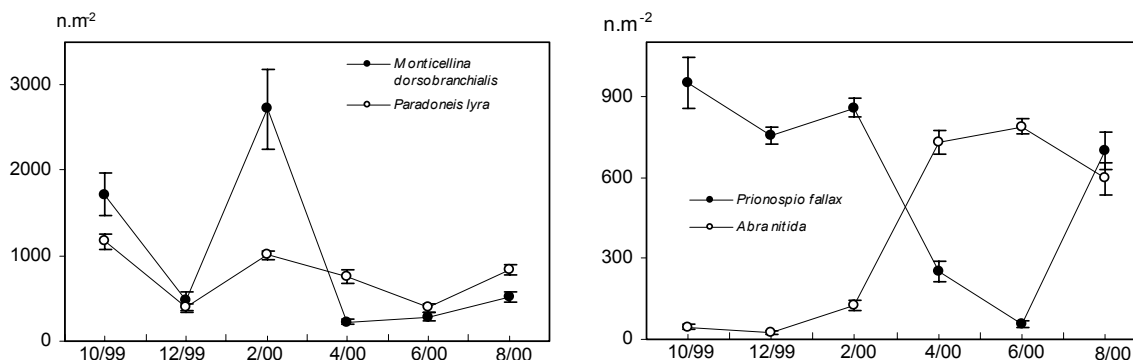 n.m-2
3000
2000
1000
0
Monticellina
dorsobranchialis
Paradoneis lyra
10/99 12/99 2/00 4/00 6/00 8/00
n.m-2
900
600
300
0
Prionospio fallax
Abra nitida
10/99 12/99 2/00 4/00 6/00 8/00